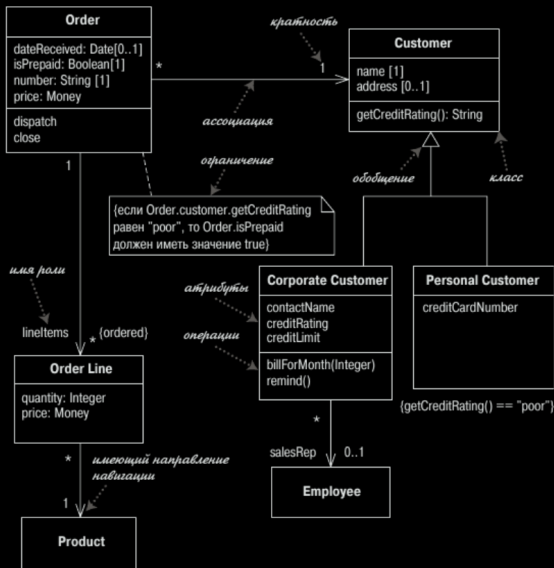 Order
dateReceived: Date[0..1]
isPrepaid: Boolean[1]
number: String [1]
price: Money
dispatch
close
*
1
кратность
ассоциация
Customer
name [1]
address [0..1]
getCreditRating(): String
ограничение
обобщение
класс
1
{если Order.customer.getCreditRating
равен "poor", то Order.isPrepaid
должен иметь значение true}
имя роли
lineItems
*
{ordered}
атрибуты
операции
Corporate Customer
contactName
creditRating
creditLimit
billForMonth(Integer)
remind()
Personal Customer
creditCardNumber
{getCreditRating() == "poor"}
Order Line
quantity: Integer
price: Money
*
имеющий направление
навигации
1
Product
*
salesRep
0..1
Employee